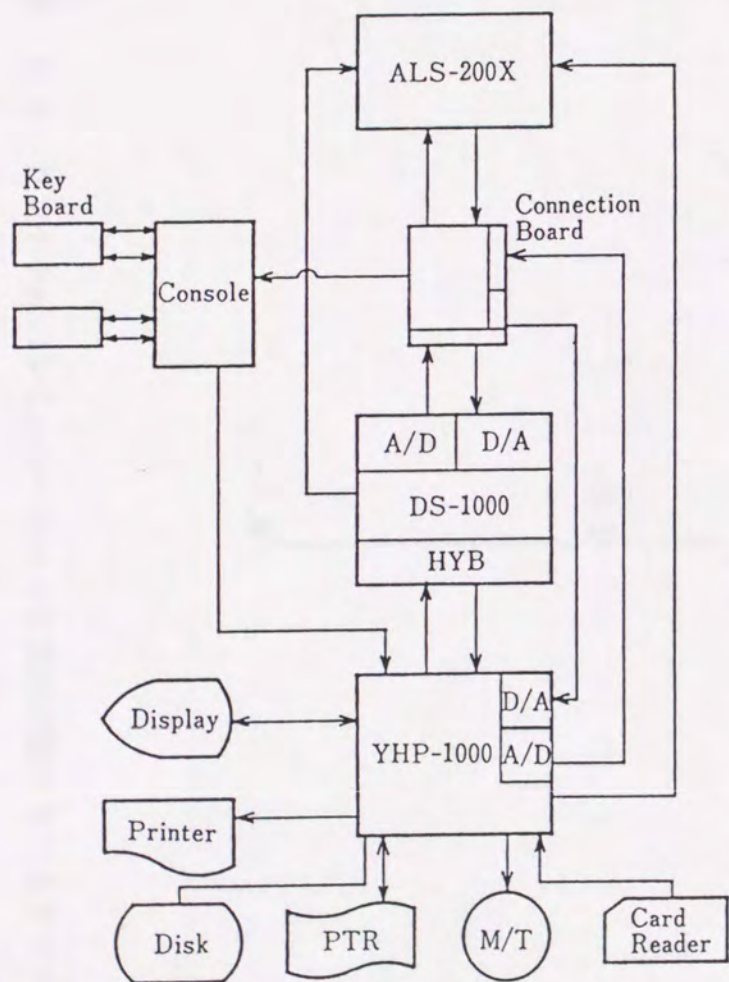 ALS-200X
Key
Board
Connection
Board
Console
A/D
D/A
DS-1000
HYB
D/A
Display
YHP-1000
A/D
Printer
Disk
PTR
M/T
Card
Reader